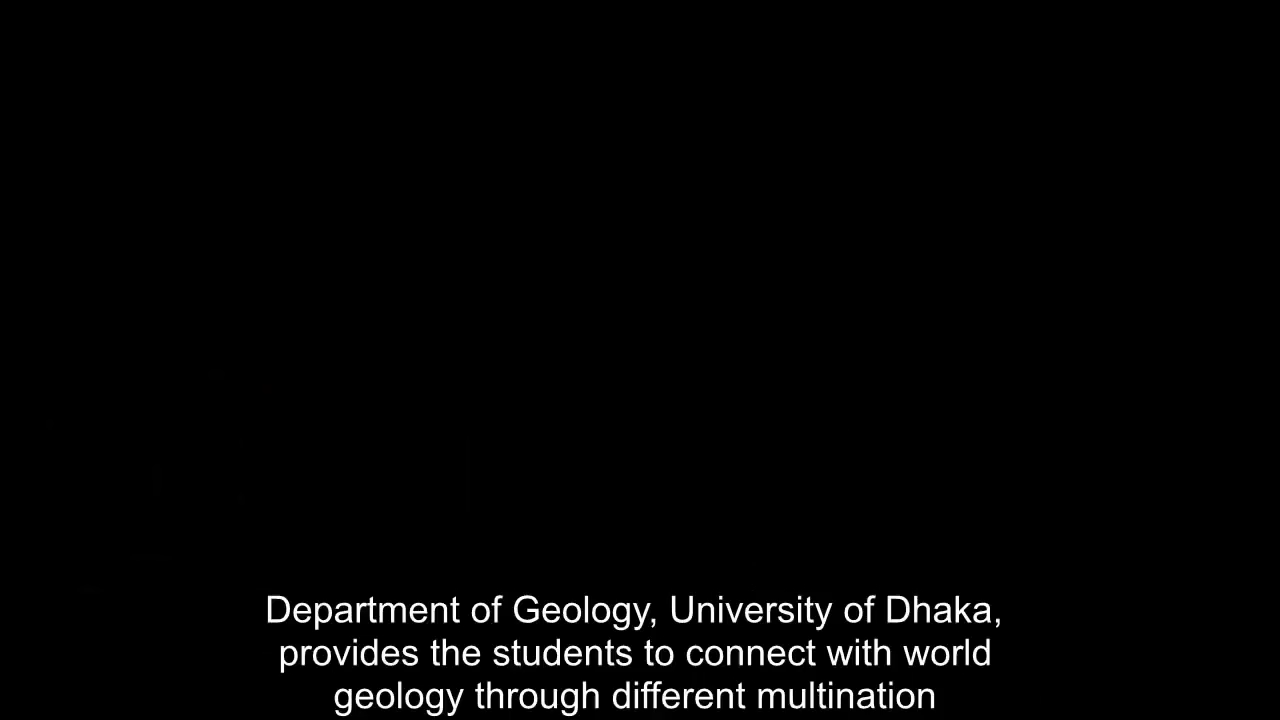 Department of Geology, University of Dhaka,
provides the students to connect with world
geology through different multination